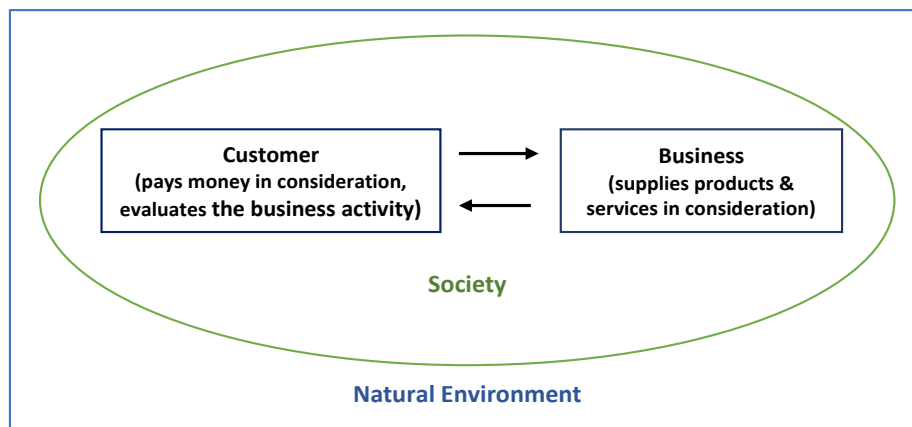 Customer
(pays money in consideration,
evaluates the business activity)
Business
(supplies products &
services in consideration)
Society
Natural Environment